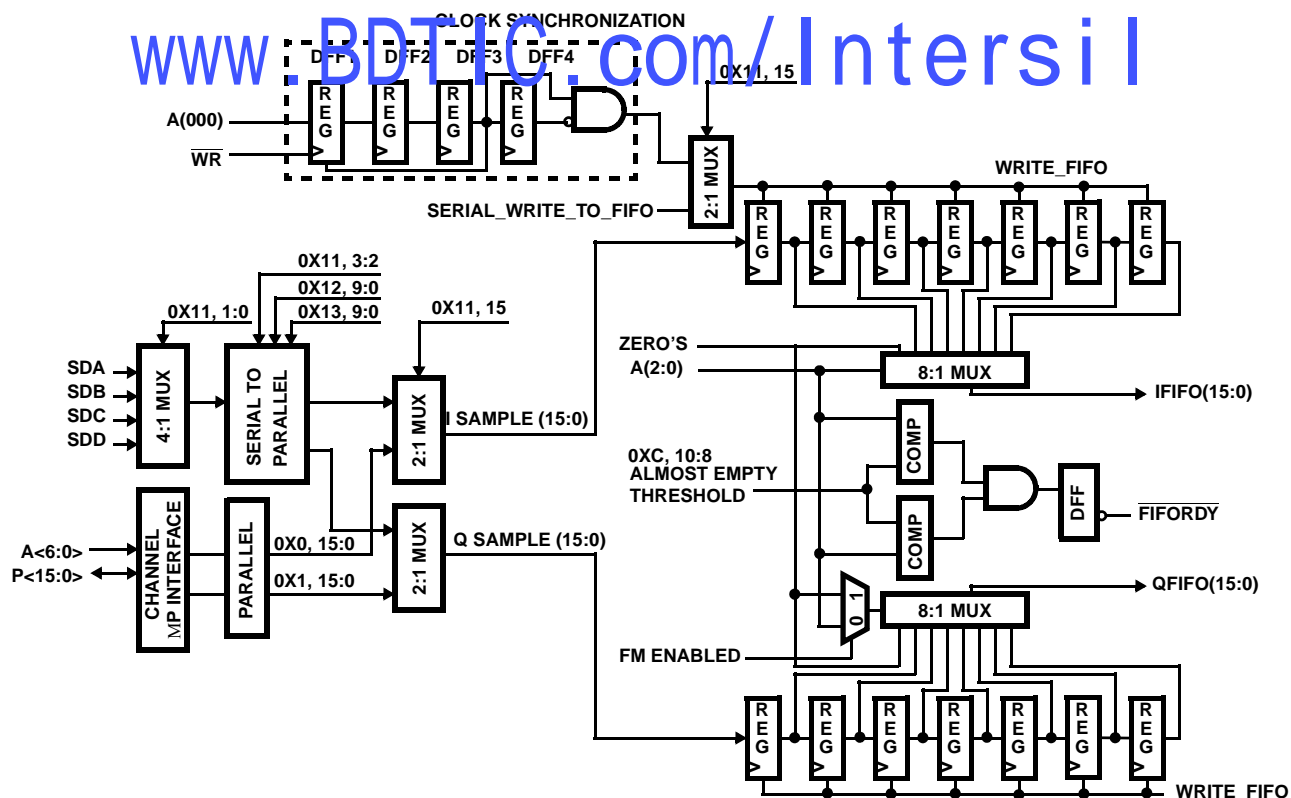 CLOCK SYNCHRONIZATION
www.BDTIC.com/Intersil
DFF1 DFF2 DFF3 DFF4
0X11, 15
REG
REG
REG
REG
A(000)
WR
2:1 MUX
SERIAL_WRITE_TO_FIFO
WRITE_FIFO
REG
REG
REG
REG
REG
REG
REG
0X11, 3:2
0X12, 9:0
0X13, 9:0
0X11, 1:0
0X11, 15
SDA
SDB
SDC
SDD
4:1 MUX
SERIAL TO
PARALLEL
2:1 MUX
I SAMPLE (15:0)
ZERO'S
A(2:0)
8:1 MUX
IFIFO(15:0)
0XC, 10:8
ALMOST EMPTY
THRESHOLD
COMP
COMP
DFF
FIFORDY
A<6:0>
P<15:0>
CHANNEL
MP INTERFACE
PARALLEL
0X0, 15:0
0X1, 15:0
2:1 MUX
Q SAMPLE (15:0)
0 1
8:1 MUX
QFIFO(15:0)
FM ENABLED
REG
REG
REG
REG
REG
REG
REG
WRITE_FIFO